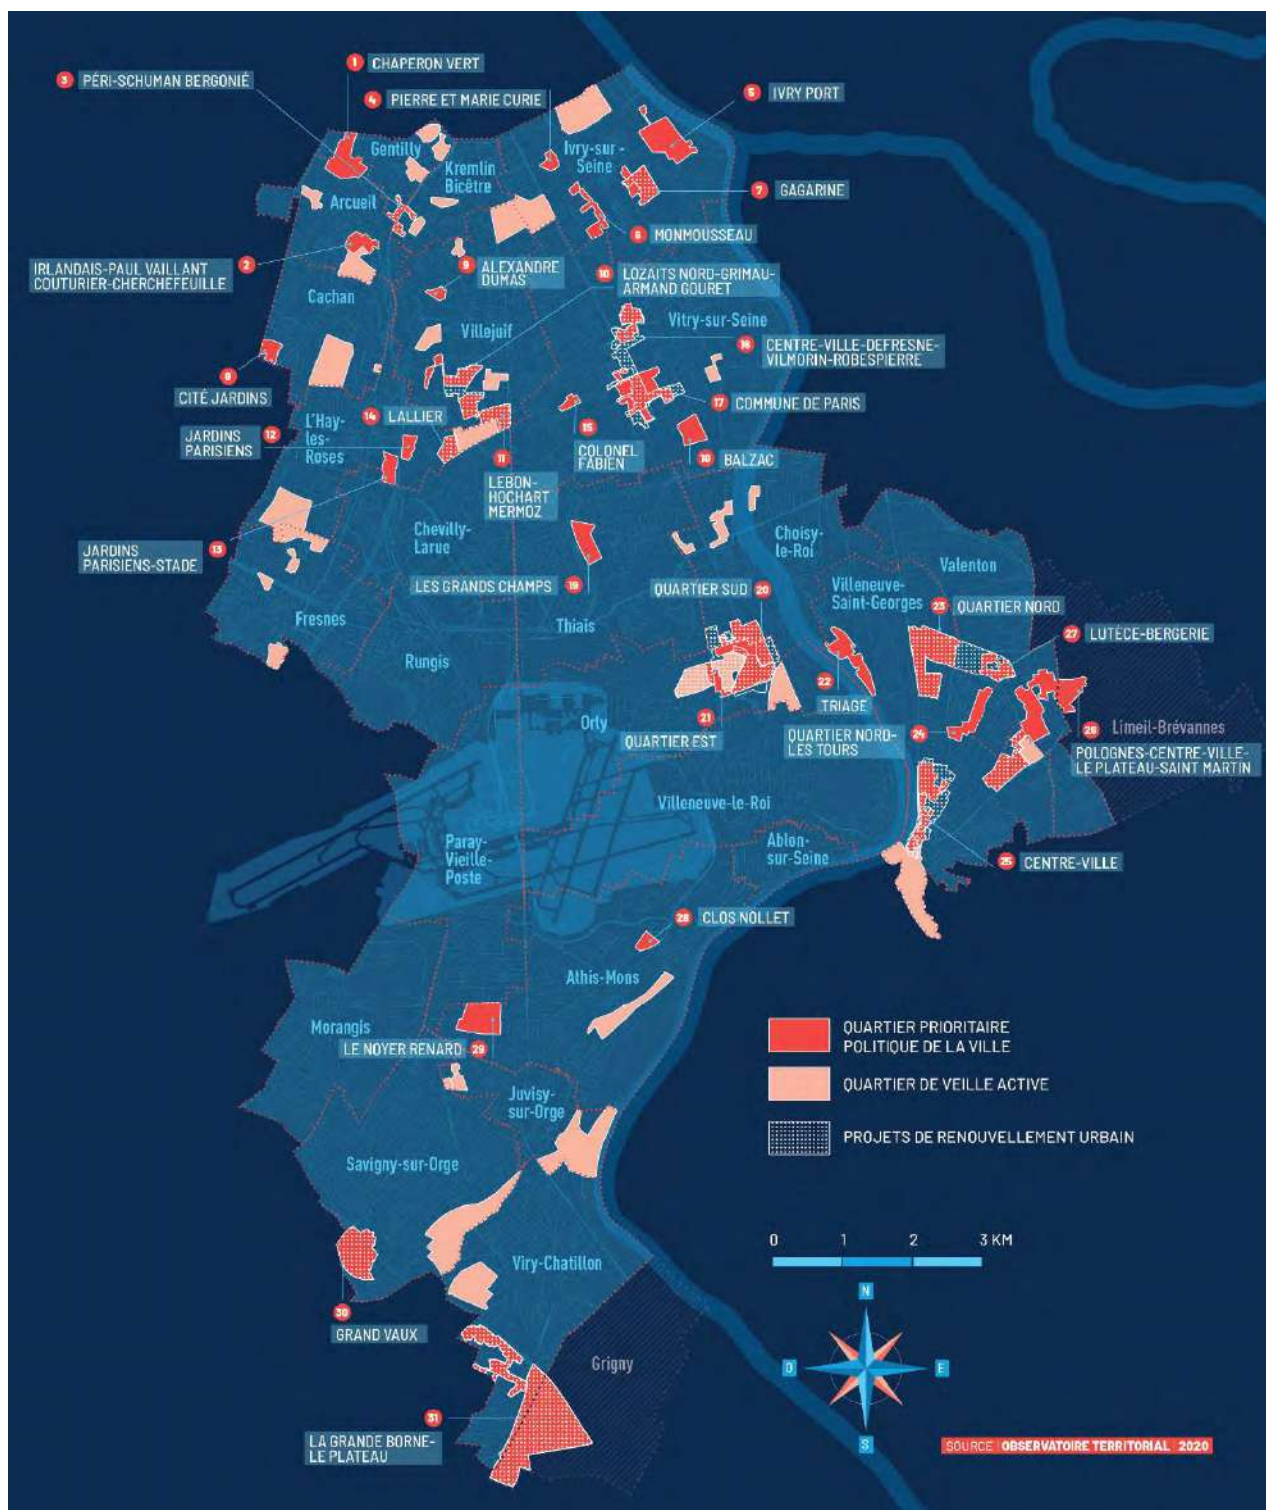 1 CHAPERON VERT
3 PÉRI-SCHUMAN BERGONIÉ
4 PIERRE ET MARIE CURIE
5 IVRY PORT
Gentilly
Kremlin
Bicêtre
Ivry-sur-
Seine
7 GAGARINE
Arcueil
6 MONMOUSSEAU
2 IRLANDAIS-PAUL VAILLANT
COUTURIER-CHERCHEFEUILLE
9 ALEXANDRE
DUMAS
10 LOZAITS NORD-GRIMAU-
ARMAND GOURET
Cachan
Villejuif
Vitry-sur-Seine
16 CENTRE-VILLE-DEFRESNE-
VILMORIN-ROBESPIERRE
8
CITÉ JARDINS
14 LALLIER
17 COMMUNE DE PARIS
L'Hay-
les-
Roses
JARDINS
PARISIENS 12
15
COLONEL
FABIEN
BALZAC
11
LEBON-
HOCHART
MERMOZ
Chevilly-
Larue
Choisy-
le-Roi
JARDINS
PARISIENS-STADE 13
LES GRANDS CHAMPS 19
QUARTIER SUD 20
Villeneuve-
Saint-Georges
Valenton
23 QUARTIER NORD
Fresnes
Thiais
27 LUTÈCE-BERGERIE
Rungis
22
TRIAGE
Orly
21
QUARTIER EST
QUARTIER NORD-
LES TOURS 24
26
Limeil-Brévannes
POLOGNES-CENTRE-VILLE-
LE PLATEAU-SAINT MARTIN
Villeneuve-le-Roi
Paray-
Vieille-
Poste
Ablon-
sur-Seine
25 CENTRE-VILLE
28 CLOS NOLLET
Athis-Mons
Morangis
LE NOYER RENARD 29
QUARTIER PRIORITAIRE
POLITIQUE DE LA VILLE
QUARTIER DE VEILLE ACTIVE
PROJETS DE RENOUVELLEMENT URBAIN
Juvisy-
sur-Orge
Savigny-sur-Orge
0 1 2 3 KM
Viry-Chatillon
N
30
GRAND VAUX
Grigny
O E
31
LA GRANDE BORNE-
LE PLATEAU
S
SOURCE OBSERVATOIRE TERRITORIAL 2020